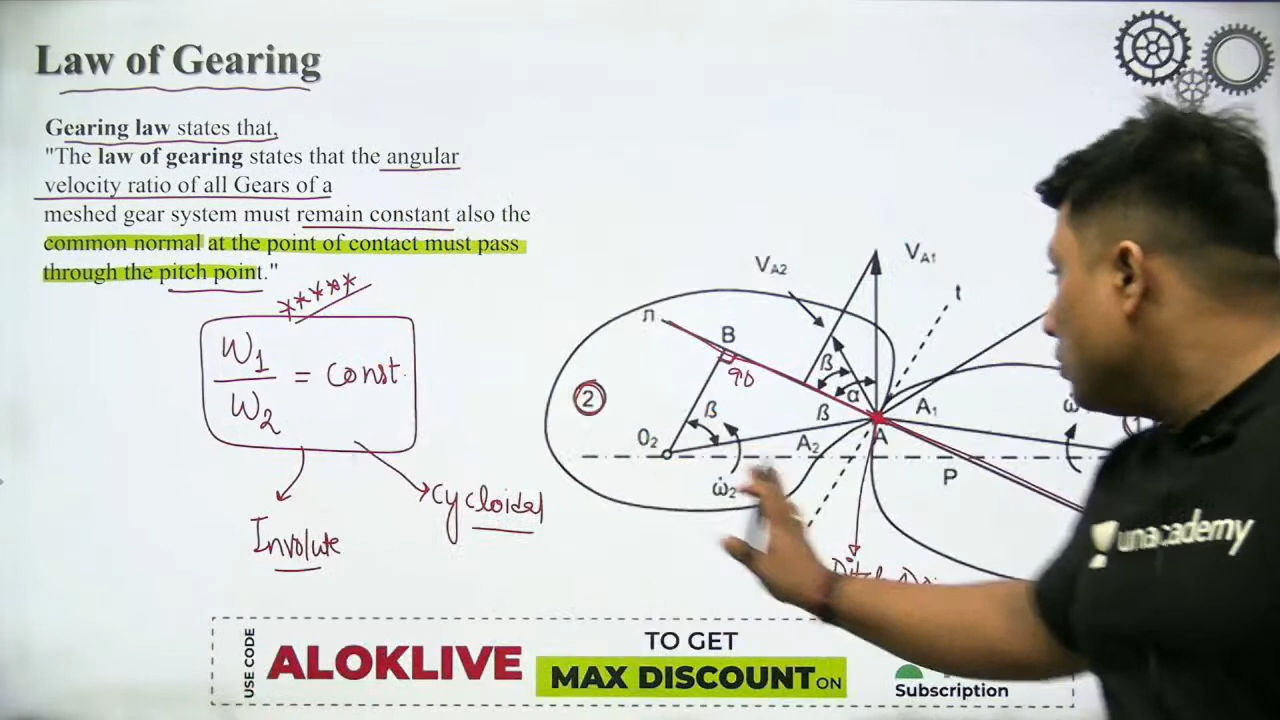 Law of Gearing
Gearing law states that,
"The law of gearing states that the angular
velocity ratio of all Gears of a
meshed gear system must remain constant also the
common normal at the point of contact must pass
through the pitch point."
*****
W1
W2
= const.
Involute
Cycloidal
VA2
VA1
t
n
B
90
β
β
α
β
2
O2
A2
A
A1
P
ω2
ω
1
unacademy
USE CODE
ALOKLIVE
TO GET
MAX DISCOUNT ON
Subscription